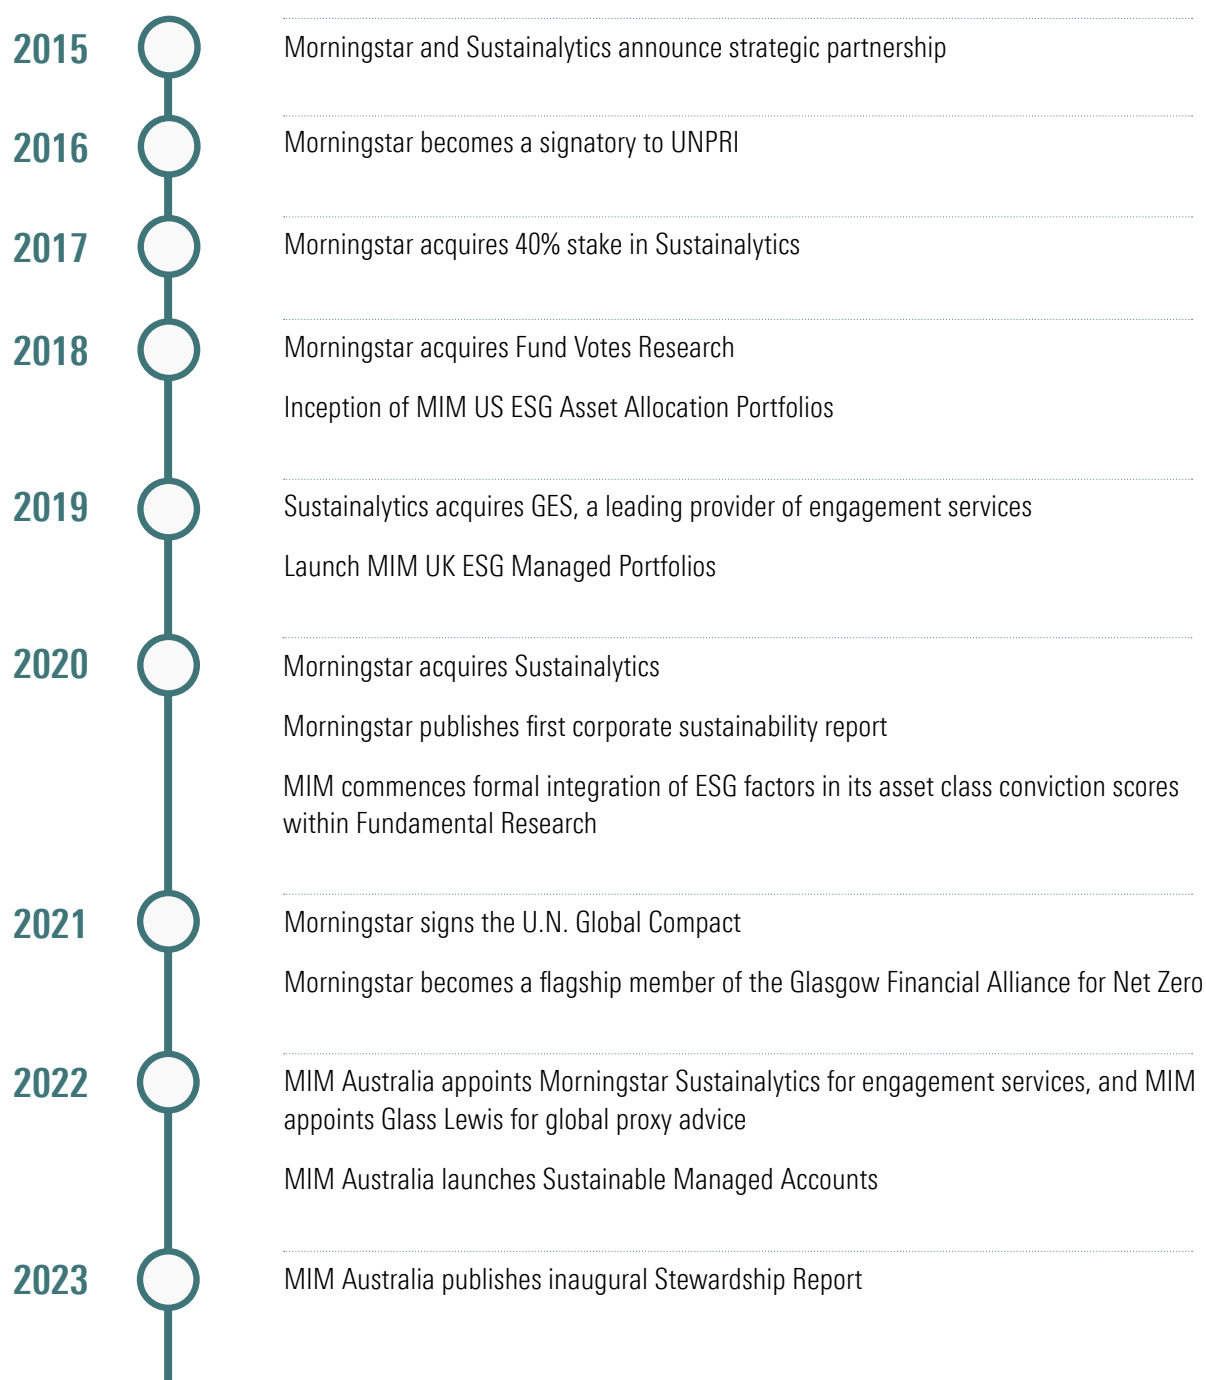 2015
Morningstar and Sustainalytics announce strategic partnership
2016
Morningstar becomes a signatory to UNPRI
2017
Morningstar acquires 40% stake in Sustainalytics
2018
Morningstar acquires Fund Votes Research
Inception of MIM US ESG Asset Allocation Portfolios
2019
Sustainalytics acquires GES, a leading provider of engagement services
Launch MIM UK ESG Managed Portfolios
2020
Morningstar acquires Sustainalytics
Morningstar publishes first corporate sustainability report
MIM commences formal integration of ESG factors in its asset class conviction scores
within Fundamental Research
2021
Morningstar signs the U.N. Global Compact
Morningstar becomes a flagship member of the Glasgow Financial Alliance for Net Zero
2022
MIM Australia appoints Morningstar Sustainalytics for engagement services, and MIM
appoints Glass Lewis for global proxy advice
MIM Australia launches Sustainable Managed Accounts
2023
MIM Australia publishes inaugural Stewardship Report